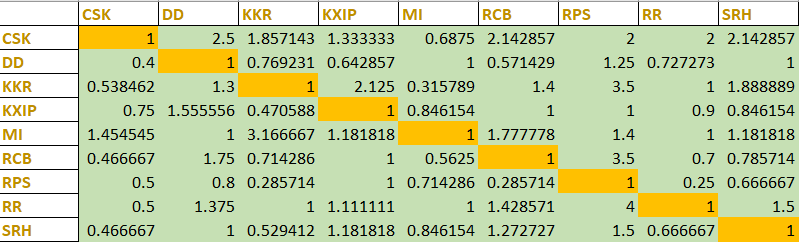 CSK DD KKR KXIP MI RCB RPS RR SRH
CSK 1 2.5 1.857143 1.333333 0.6875 2.142857 2 2 2.142857
DD 0.4 1 0.769231 0.642857 1 0.571429 1.25 0.727273 1
KKR 0.538462 1.3 1 2.125 0.315789 1.4 3.5 1 1.888889
KXIP 0.75 1.555556 0.470588 1 0.846154 1 1 0.9 0.846154
MI 1.454545 1 3.166667 1.181818 1 1.777778 1.4 1 1.181818
RCB 0.466667 1.75 0.714286 1 0.5625 1 3.5 0.7 0.785714
RPS 0.5 0.8 0.285714 1 0.714286 0.285714 1 0.25 0.666667
RR 0.5 1.375 1 1.111111 1 1.428571 4 1 1.5
SRH 0.466667 1 0.529412 1.181818 0.846154 1.272727 1.5 0.666667 1